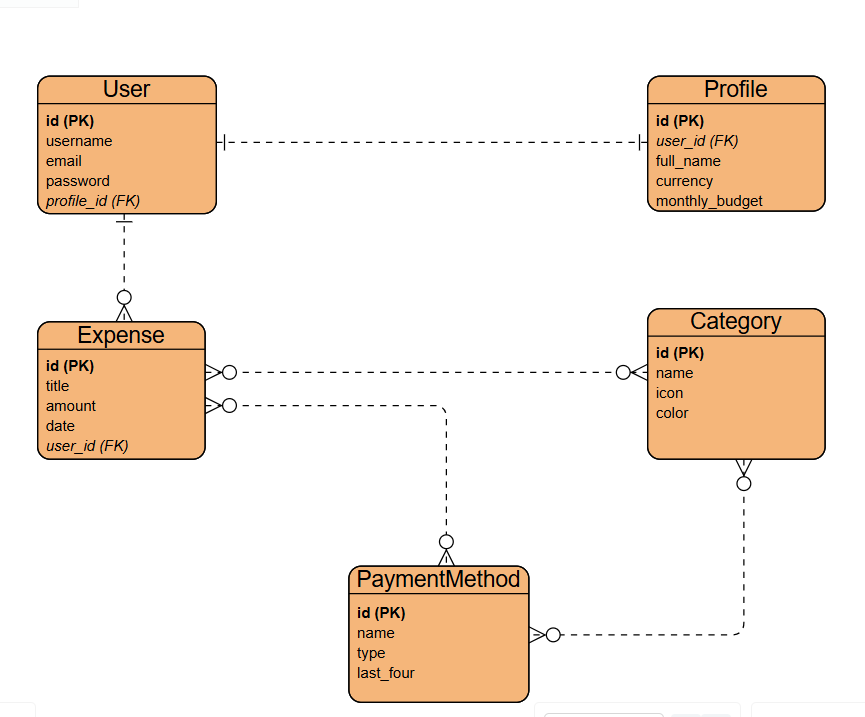 User
id (PK)
username
email
password
profile_id (FK)
Profile
id (PK)
user_id (FK)
full_name
currency
monthly_budget
Expense
id (PK)
title
amount
date
user_id (FK)
Category
id (PK)
name
icon
color
PaymentMethod
id (PK)
name
type
last_four